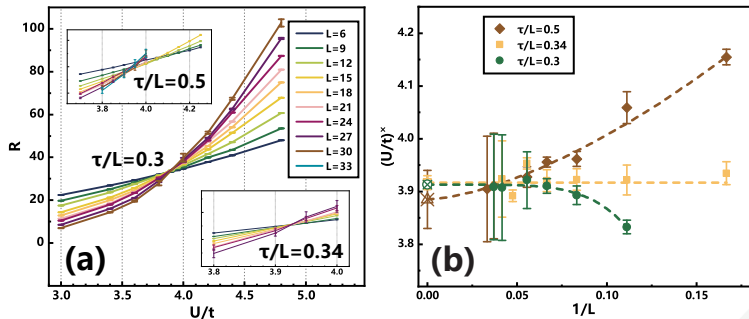 (a)
R
100
80
60
40
20
0
3.0
3.5
4.0
4.5
5.0
U/t
τ/L=0.5
3.8
4.0
4.2
τ/L=0.3
τ/L=0.34
3.8
3.9
4.0
L=6
L=9
L=12
L=15
L=18
L=21
L=24
L=27
L=30
L=33
(b)
(U/t)×
4.2
4.1
4.0
3.9
3.8
0.00
0.05
0.10
0.15
1/L
τ/L=0.5
τ/L=0.34
τ/L=0.3